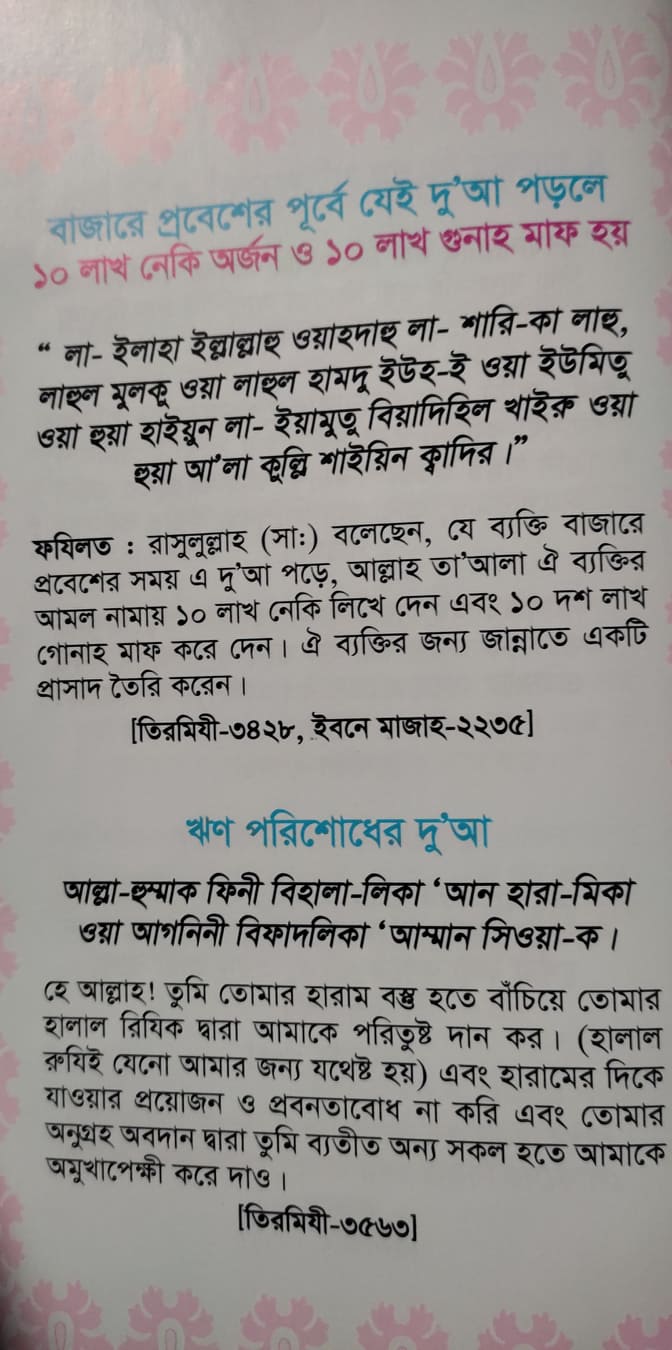 বাজারে প্রবেশের পূর্বে যেই দু'আ পড়লে
১০ লাখ নেকি অর্জন ও ১০ লাখ গুনাহ মাফ হয়
“ লা- ইলাহা ইল্লাল্লাহু ওয়াহদাহু লা- শারি-কা লাহু,
লাহুল মুলকু ওয়া লাহুল হামদু ইউহ-ই ওয়া ইউমিতু
ওয়া হুয়া হাইয়ুন লা- ইয়ামুতু বিয়াদিহিল খাইরু ওয়া
হুয়া আ'লা কুল্লি শাইয়িন ক্বাদির।”
ফযিলত : রাসুলুল্লাহ (সা:) বলেছেন, যে ব্যক্তি বাজারে
প্রবেশের সময় এ দু'আ পড়ে, আল্লাহ তা'আলা ঐ ব্যক্তির
আমল নামায় ১০ লাখ নেকি লিখে দেন এবং ১০ দশ লাখ
গোনাহ মাফ করে দেন। ঐ ব্যক্তির জন্য জান্নাতে একটি
প্রাসাদ তৈরি করেন।
[তিরমিযী-৩৪২৮, ইবনে মাজাহ-২২৩৫]
ঋণ পরিশোধের দু'আ
আল্লা-হুম্মাক ফিনী বিহালা-লিকা ‘আন হারা-মিকা
ওয়া আগনিনী বিফাদলিকা ‘আম্মান সিওয়া-ক।
হে আল্লাহ! তুমি তোমার হারাম বস্তু হতে বাঁচিয়ে তোমার
হালাল রিযিক দ্বারা আমাকে পরিতুষ্ট দান কর। (হালাল
রুযিই যেনো আমার জন্য যথেষ্ট হয়) এবং হারামের দিকে
যাওয়ার প্রয়োজন ও প্রবনতাবোধ না করি এবং তোমার
অনুগ্রহ অবদান দ্বারা তুমি ব্যতীত অন্য সকল হতে আমাকে
অমুখাপেক্ষী করে দাও।
[তিরমিযী-৩৫৬৩]